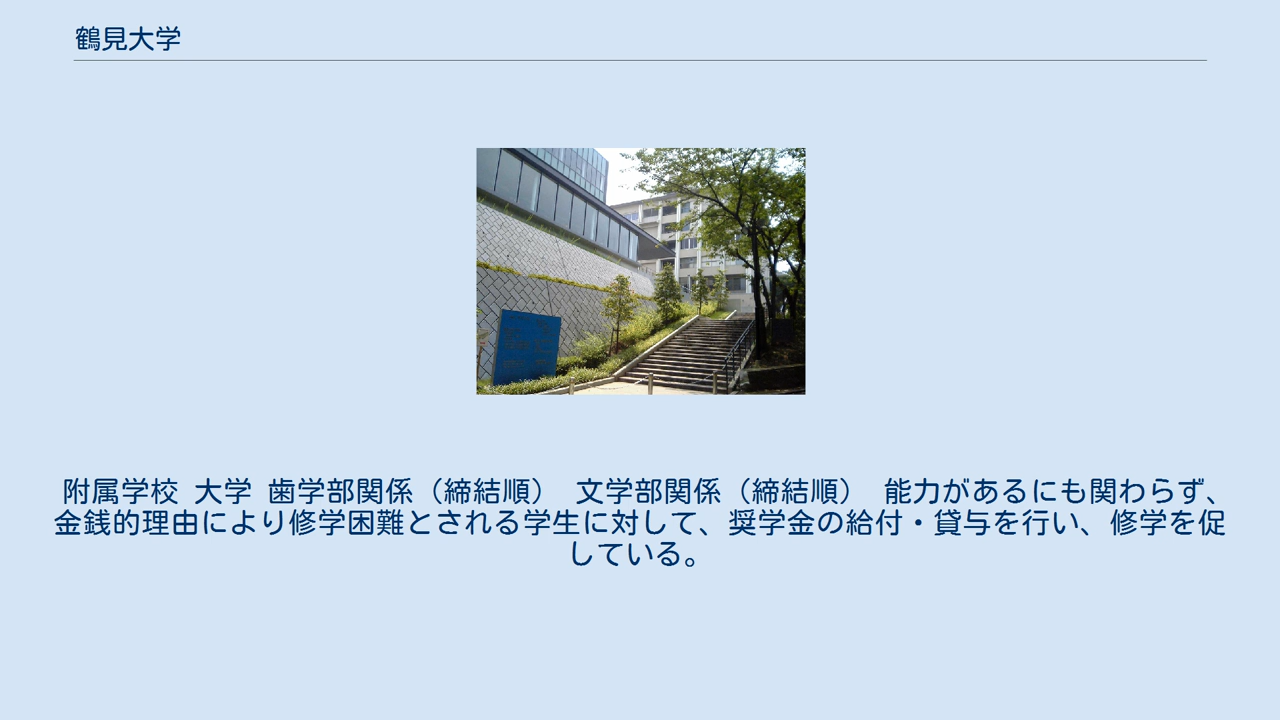 鶴見大学
附属学校 大学 歯学部関係（締結順） 文学部関係（締結順） 能力があるにも関わらず、
金銭的理由により修学困難とされる学生に対して、奨学金の給付・貸与を行い、修学を促
している。